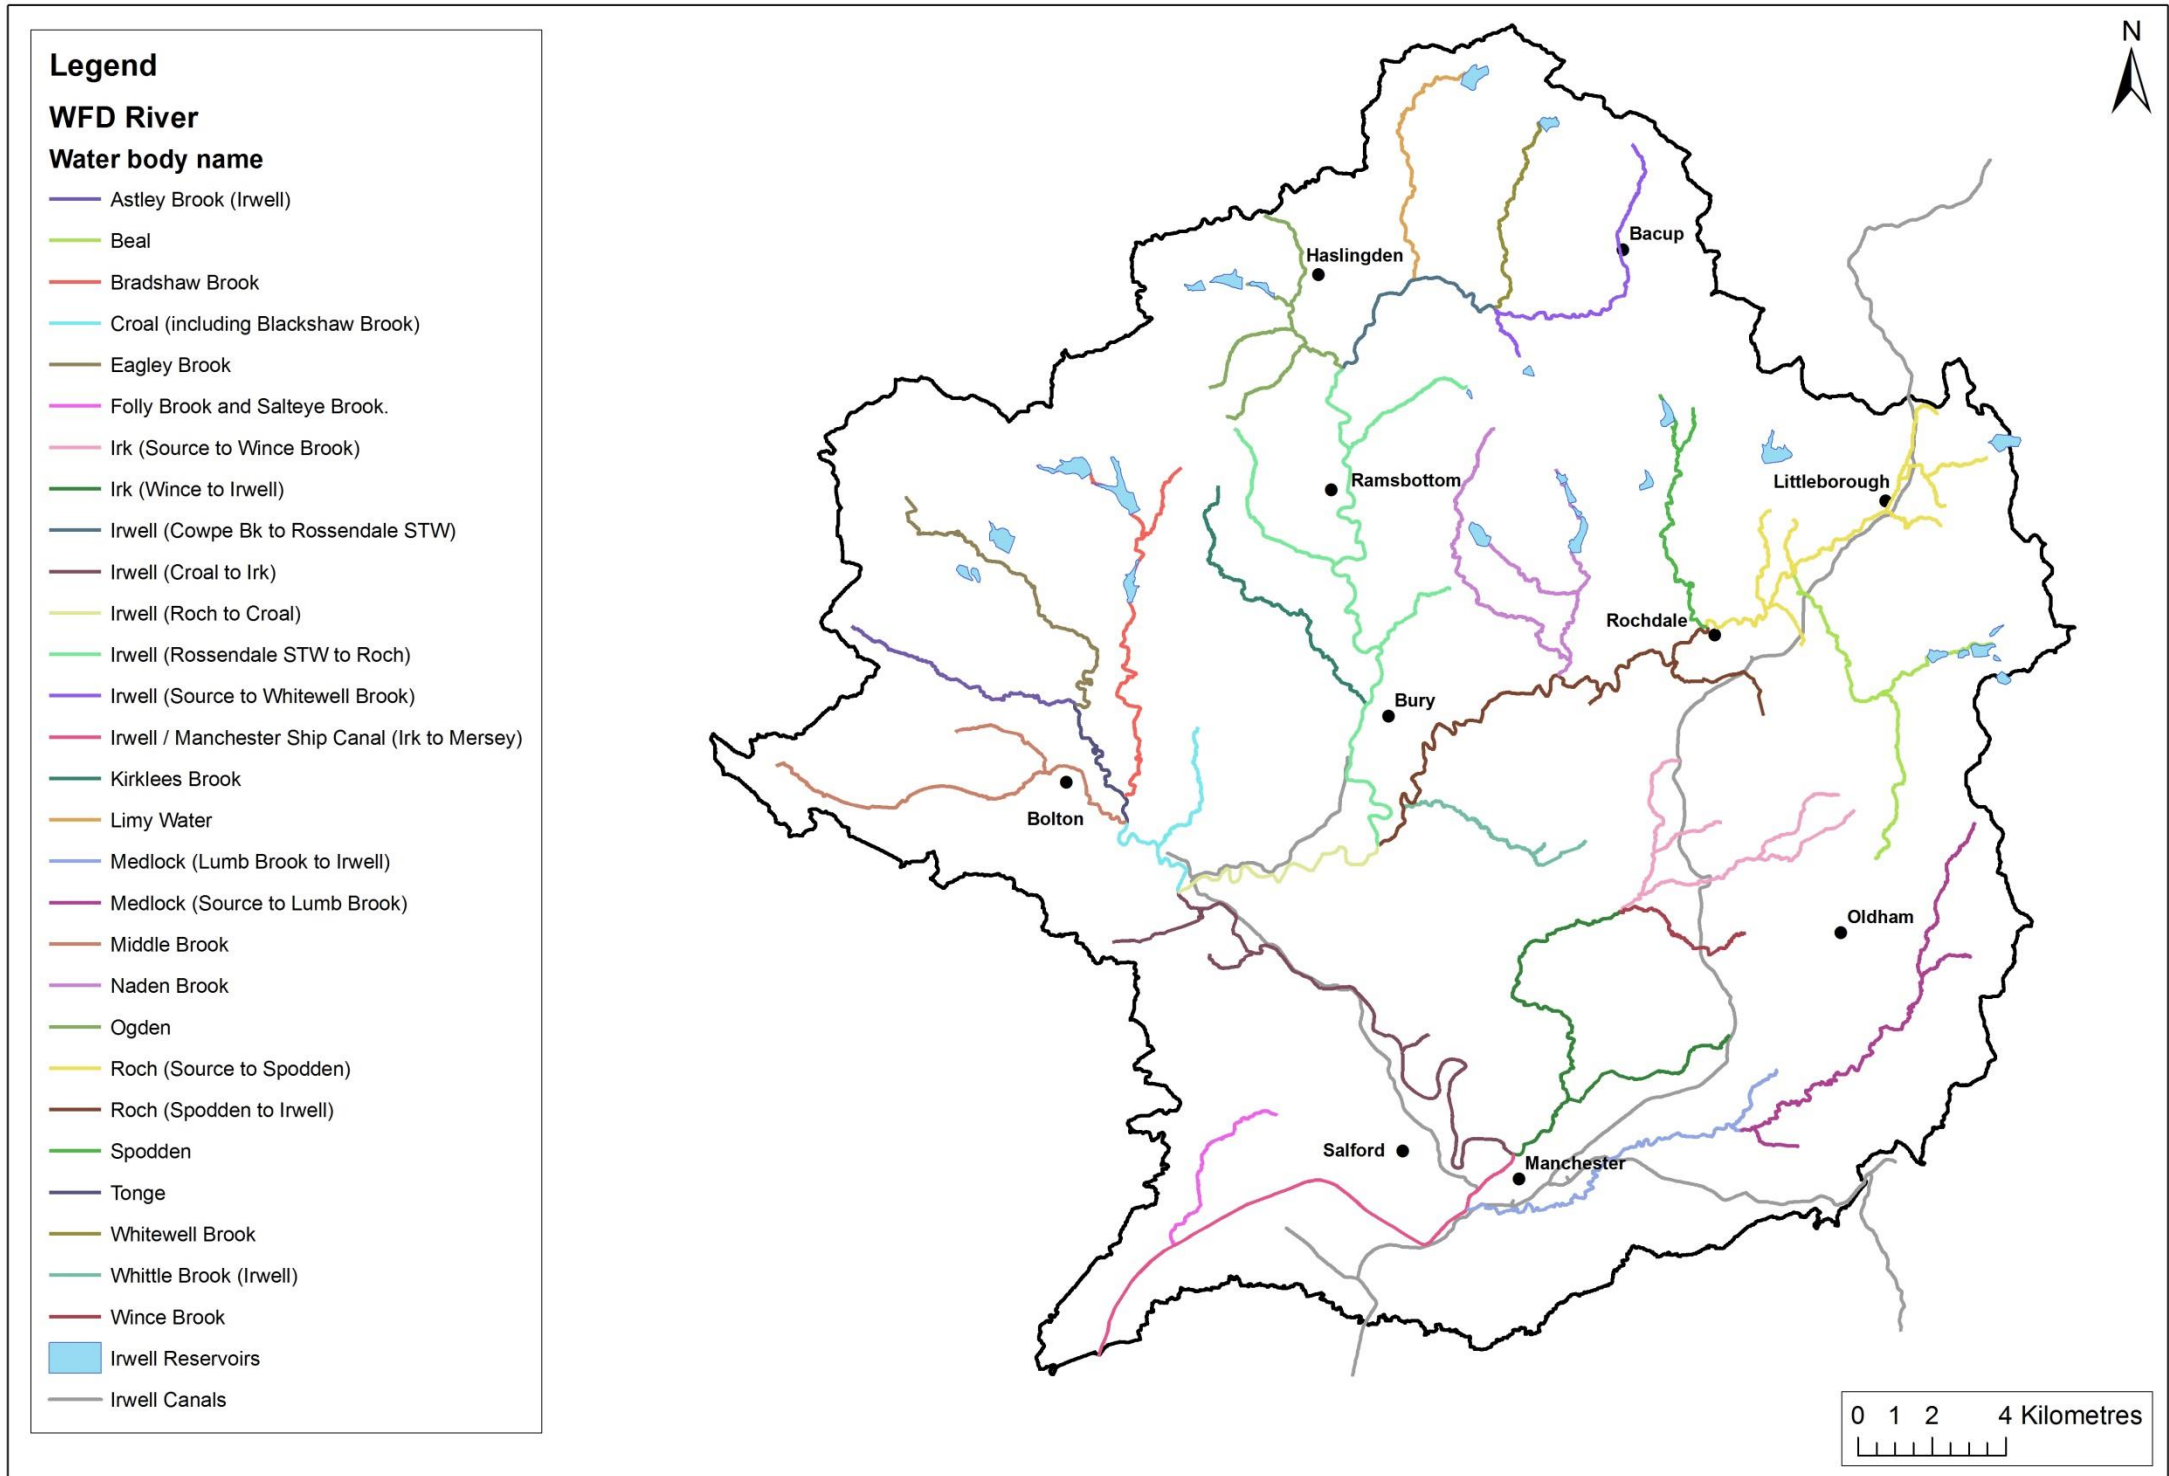 Legend
WFD River
Water body name
Astley Brook (Irwell)
Beal
Bradshaw Brook
Croal (including Blackshaw Brook)
Eagley Brook
Folly Brook and Salteye Brook.
Irk (Source to Wince Brook)
Irk (Wince to Irwell)
Irwell (Cowpe Bk to Rossendale STW)
Irwell (Croal to Irk)
Irwell (Roch to Croal)
Irwell (Rossendale STW to Roch)
Irwell (Source to Whitewell Brook)
Irwell / Manchester Ship Canal (Irk to Mersey)
Kirklees Brook
Limy Water
Medlock (Lumb Brook to Irwell)
Medlock (Source to Lumb Brook)
Middle Brook
Naden Brook
Ogden
Roch (Source to Spodden)
Roch (Spodden to Irwell)
Spodden
Tonge
Whitewell Brook
Whittle Brook (Irwell)
Wince Brook
Irwell Reservoirs
Irwell Canals
N
Bacup
Haslingden
Ramsbottom
Littleborough
Rochdale
Bury
Bolton
Oldham
Salford
Manchester
0 1 2 4 Kilometres